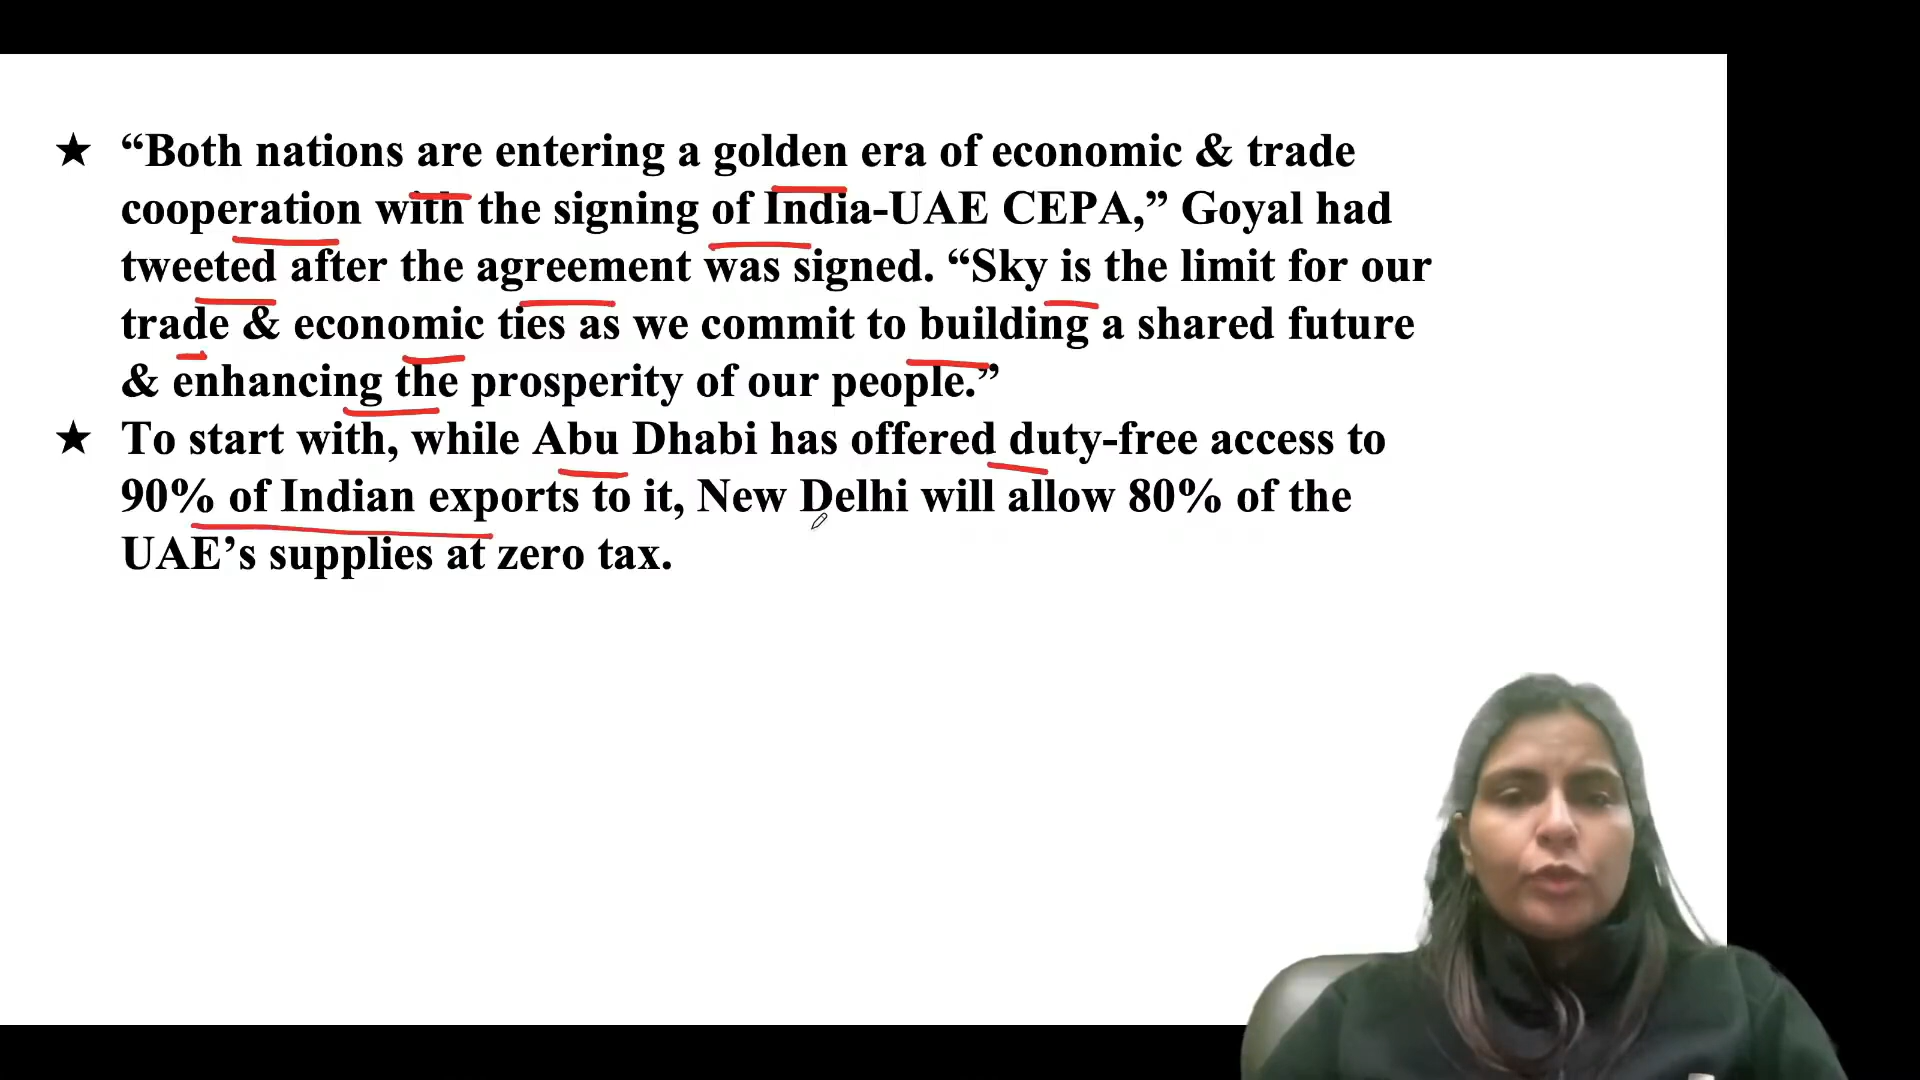 ★ “Both nations are entering a golden era of economic & trade
cooperation with the signing of India-UAE CEPA,” Goyal had
tweeted after the agreement was signed. “Sky is the limit for our
trade & economic ties as we commit to building a shared future
& enhancing the prosperity of our people.”
★ To start with, while Abu Dhabi has offered duty-free access to
90% of Indian exports to it, New Delhi will allow 80% of the
UAE’s supplies at zero tax.